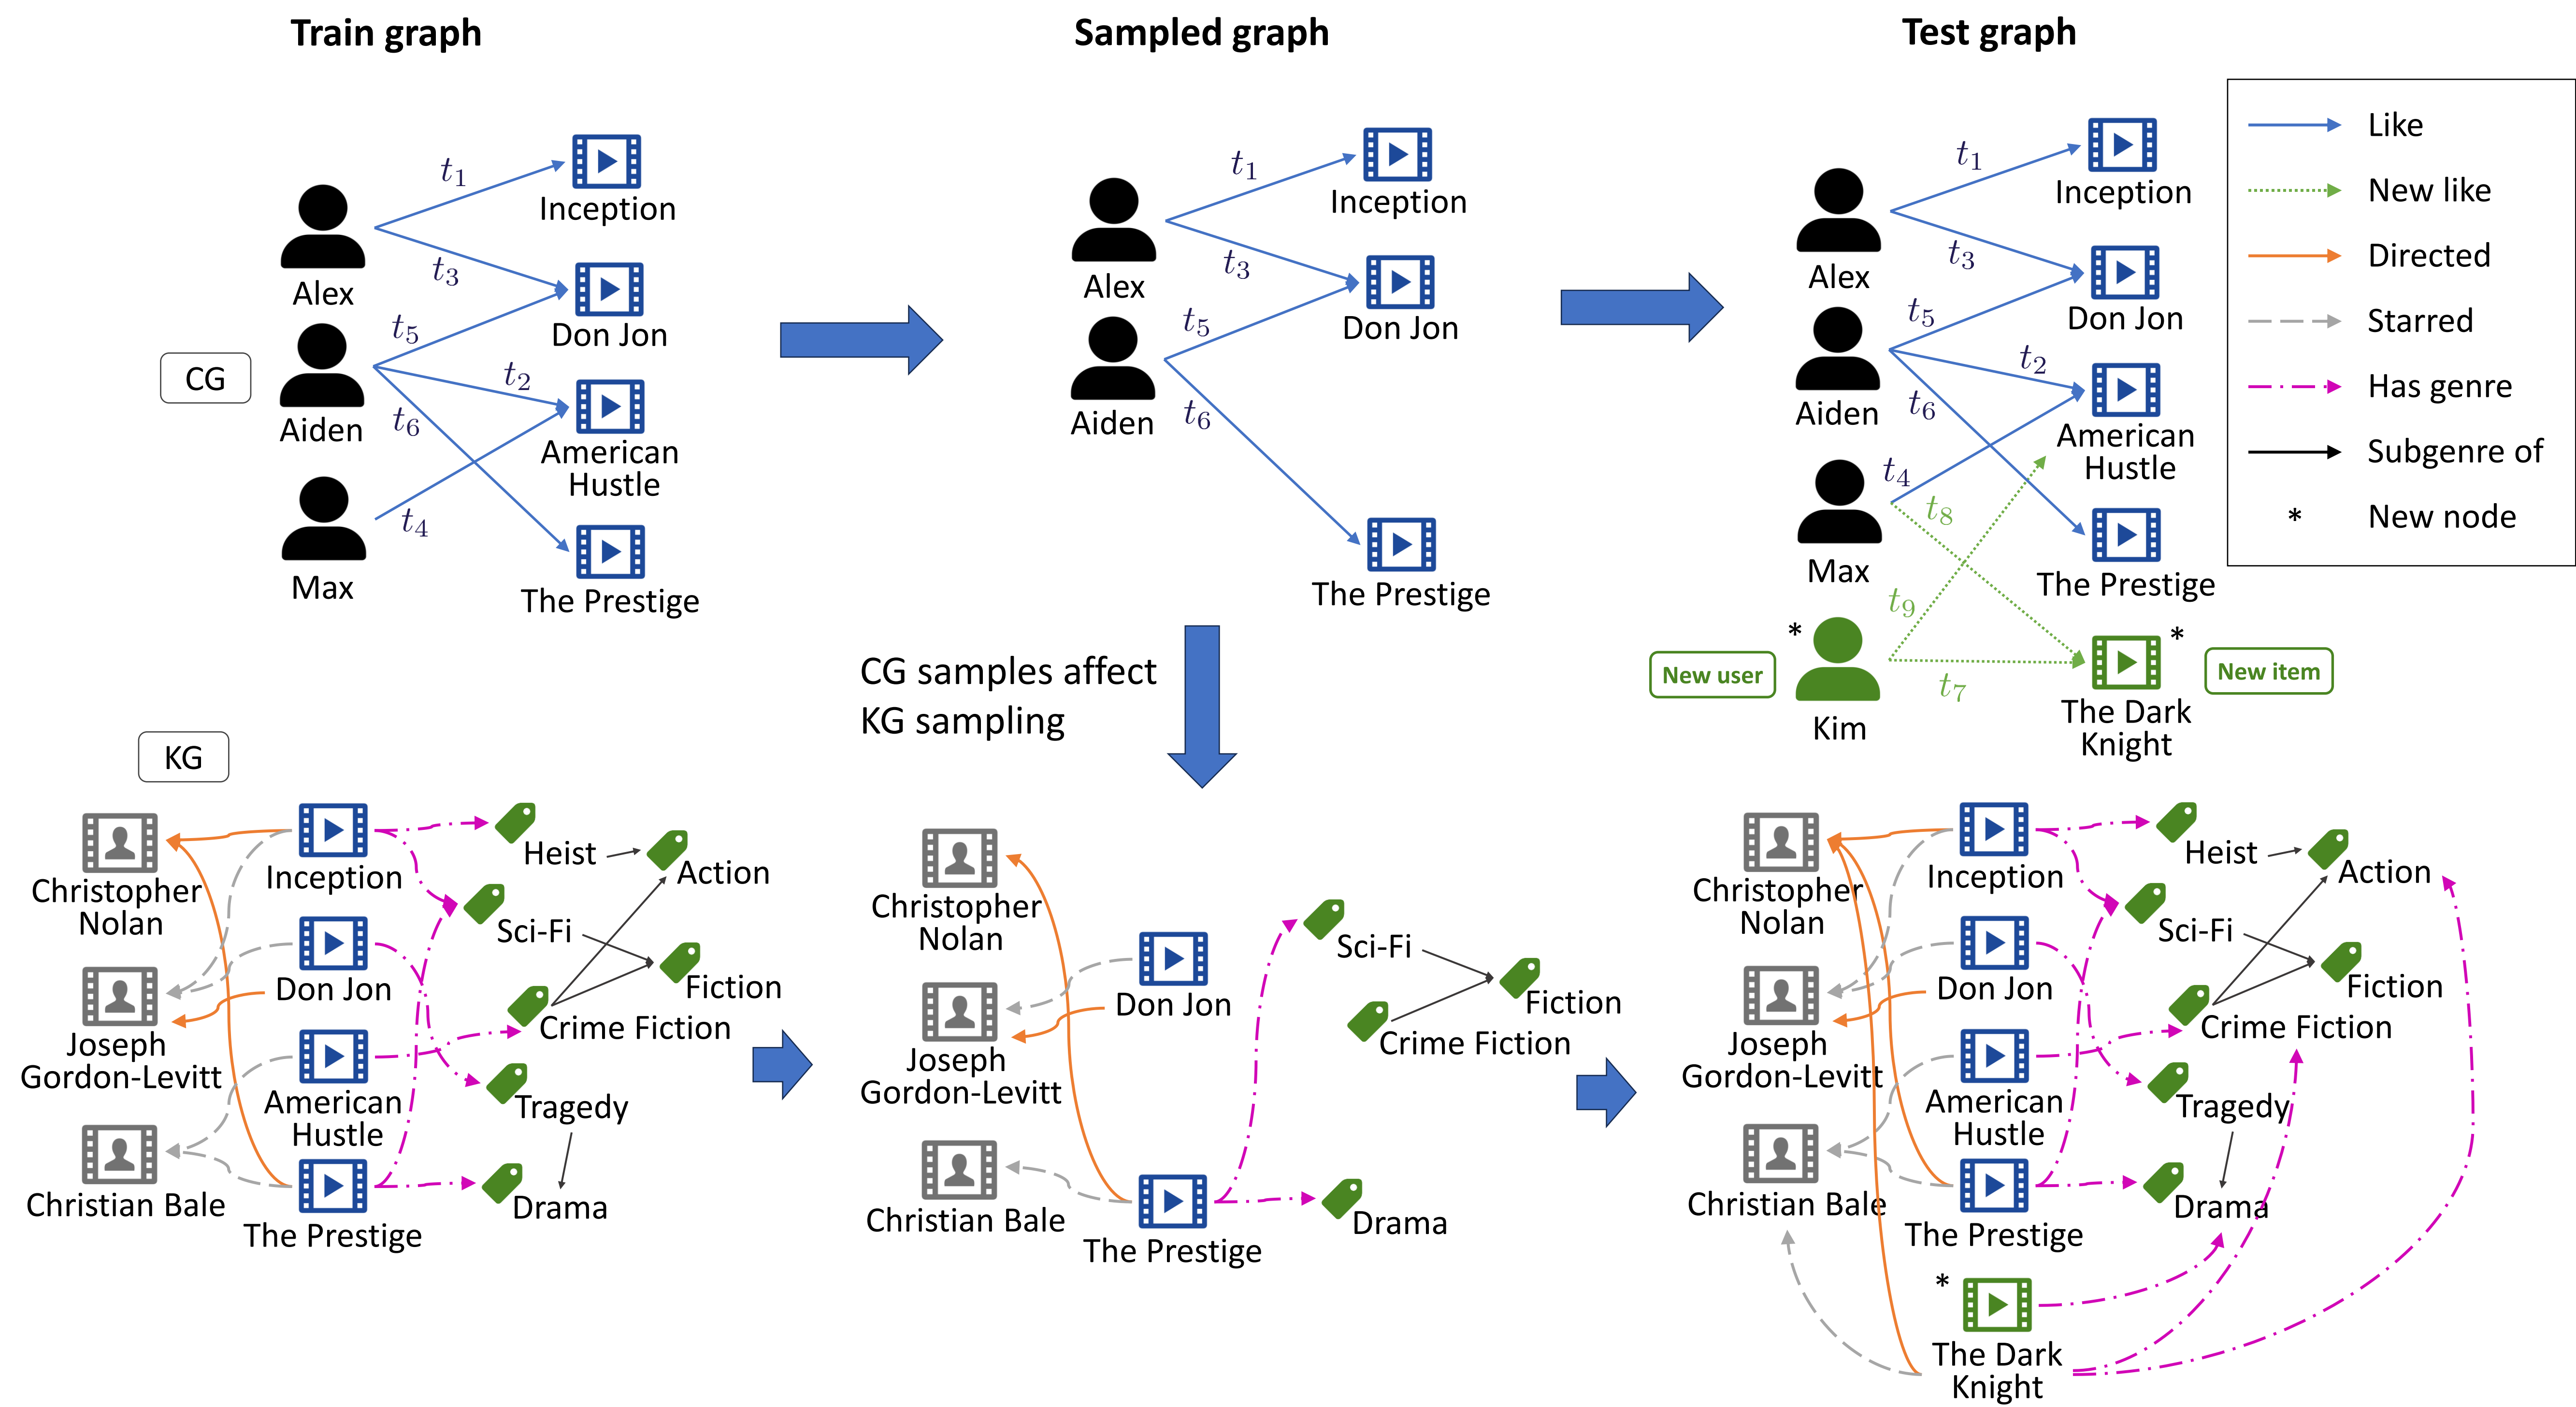 Train graph
Sampled graph
Test graph
t1
Inception
Alex
t3
Don Jon
t5
CG
Aiden
t2
t6
American
Hustle
Max
t4
The Prestige
t1
Inception
Alex
t3
Don Jon
t5
Aiden
t6
The Prestige
CG samples affect
KG sampling
t1
Inception
Alex
t3
Don Jon
t5
Aiden
t2
t6
American
Hustle
t4
Max
t8
The Prestige
t9
*
*
New user
New item
t7
Kim
The Dark
Knight
Like
New like
Directed
Starred
Has genre
Subgenre of
* New node
KG
Christopher
Nolan
Inception
Heist
Action
Sci-Fi
Don Jon
Fiction
Joseph
Gordon-Levitt
Crime Fiction
American
Hustle
Tragedy
Christian Bale
Drama
The Prestige
Christopher
Nolan
Sci-Fi
Don Jon
Fiction
Joseph
Gordon-Levitt
Crime Fiction
Christian Bale
Drama
The Prestige
Christopher
Nolan
Inception
Heist
Action
Sci-Fi
Don Jon
Fiction
Joseph
Gordon-Levitt
Crime Fiction
American
Hustle
Tragedy
Christian Bale
Drama
The Prestige
*
The Dark
Knight